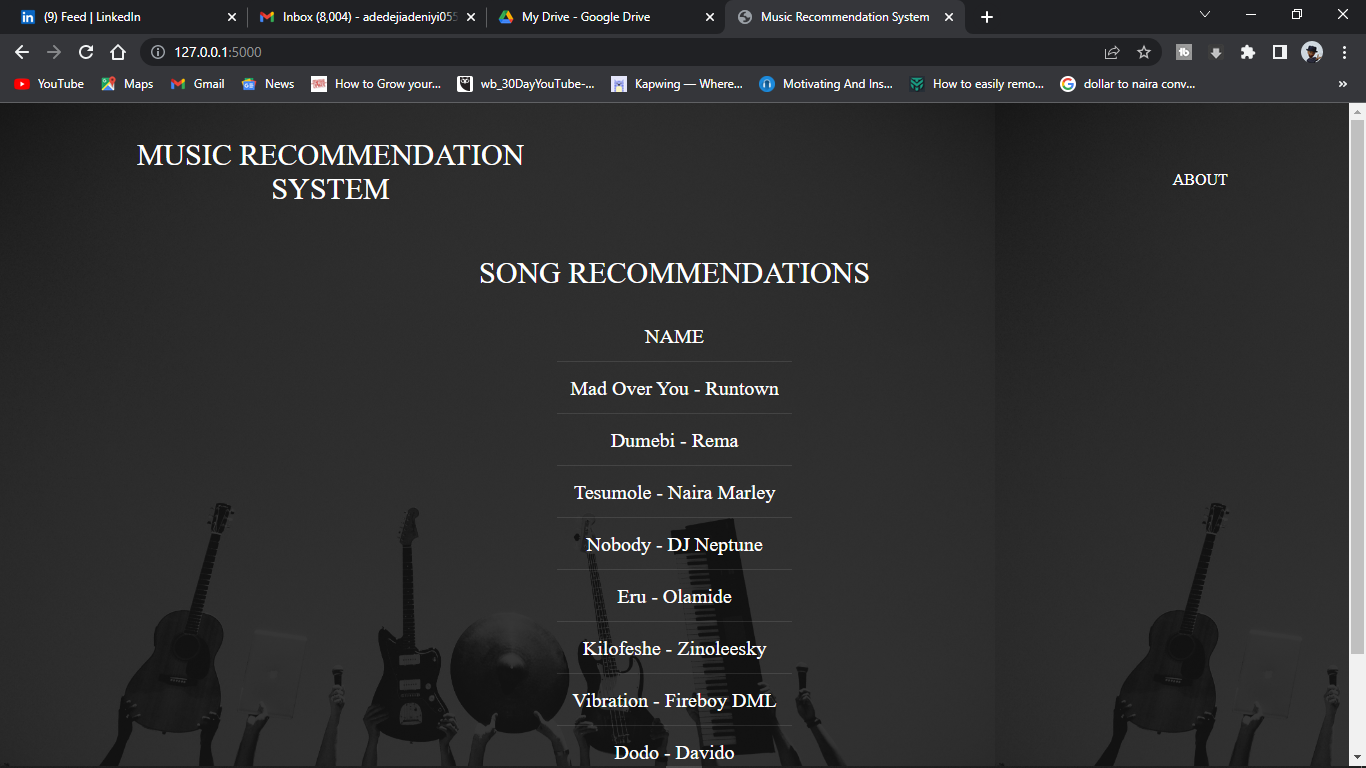 (9) Feed | LinkedIn
Inbox (8,004) - adedejiadeniyi055
My Drive - Google Drive
Music Recommendation System
127.0.0.1:5000
YouTube
Maps
Gmail
News
How to Grow your...
wb_30DayYouTube-...
Kapwing — Where...
Motivating And Ins...
How to easily remo...
dollar to naira conv...
»
MUSIC RECOMMENDATION
SYSTEM
ABOUT
SONG RECOMMENDATIONS
NAME
Mad Over You - Runtown
Dumebi - Rema
Tesumole - Naira Marley
Nobody - DJ Neptune
Eru - Olamide
Kilofeshe - Zinoleesky
Vibration - Fireboy DML
Dodo - Davido